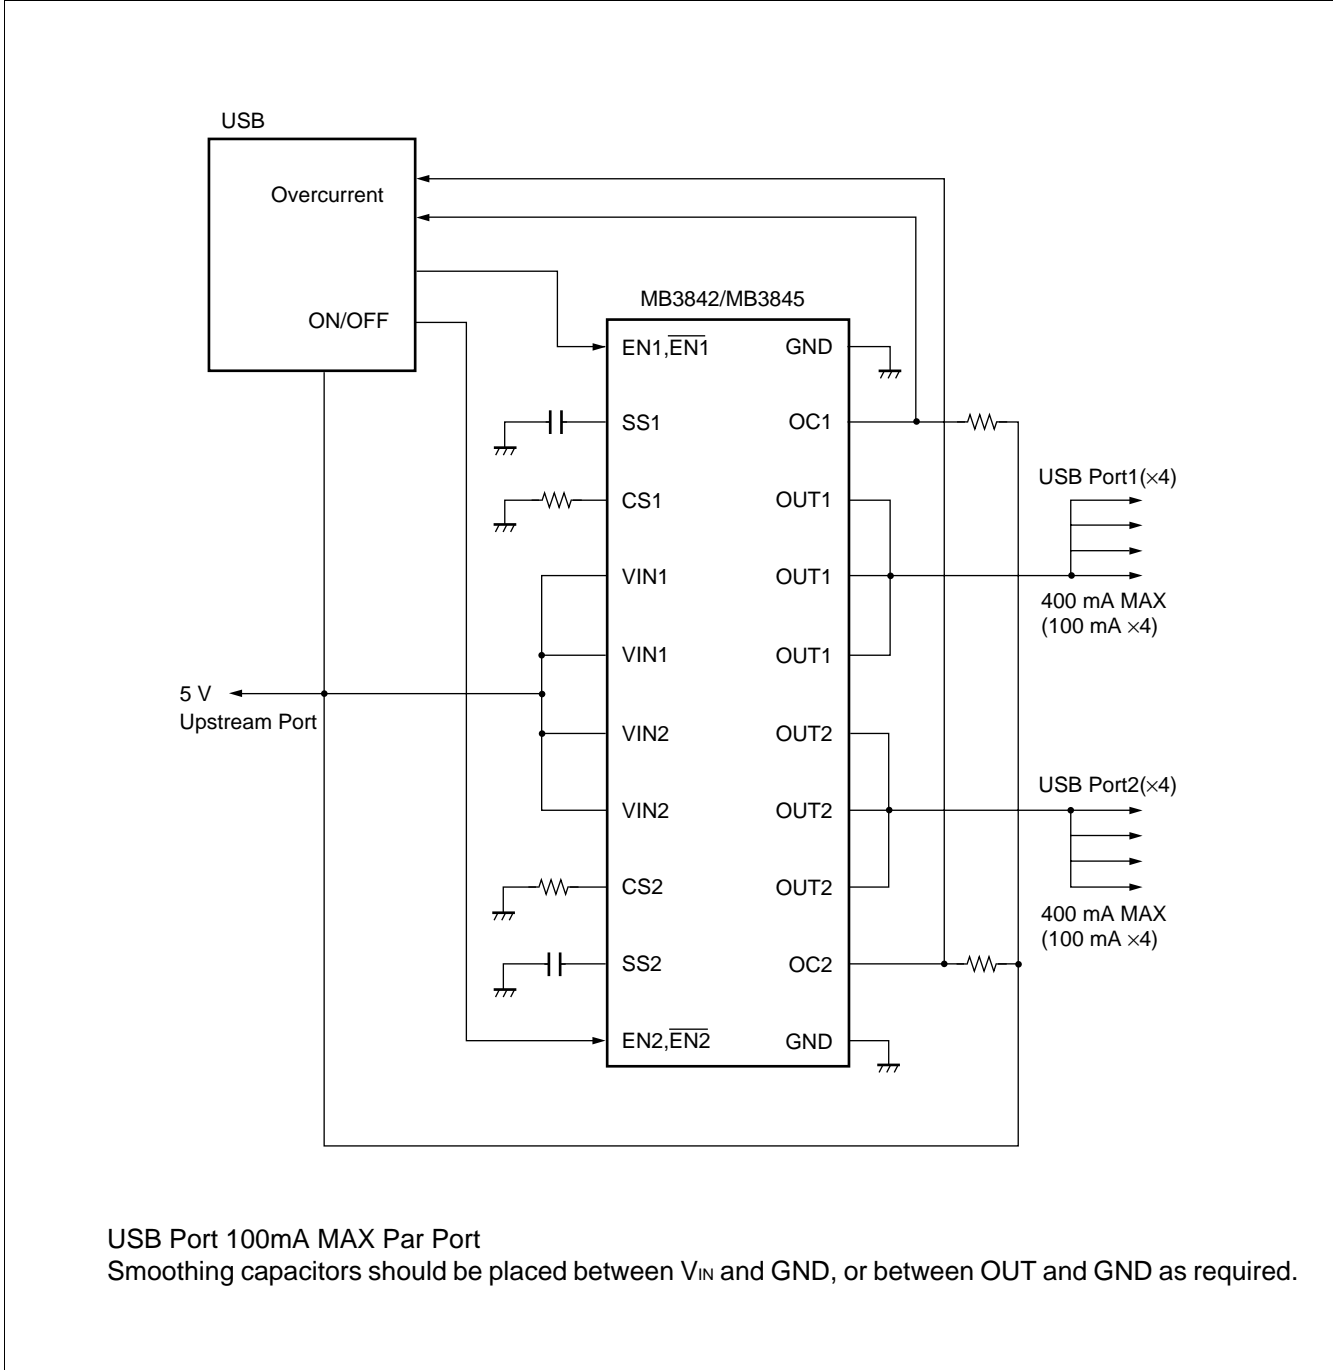 USB
Overcurrent
ON/OFF
MB3842/MB3845
EN1,E̅N̅1̅
GND
SS1
OC1
CS1
OUT1
VIN1
OUT1
VIN1
OUT1
VIN2
OUT2
VIN2
OUT2
CS2
OUT2
SS2
OC2
EN2,E̅N̅2̅
GND
5 V
Upstream Port
USB Port1(×4)
400 mA MAX
(100 mA ×4)
USB Port2(×4)
400 mA MAX
(100 mA ×4)
USB Port 100mA MAX Par Port
Smoothing capacitors should be placed between VIN and GND, or between OUT and GND as required.